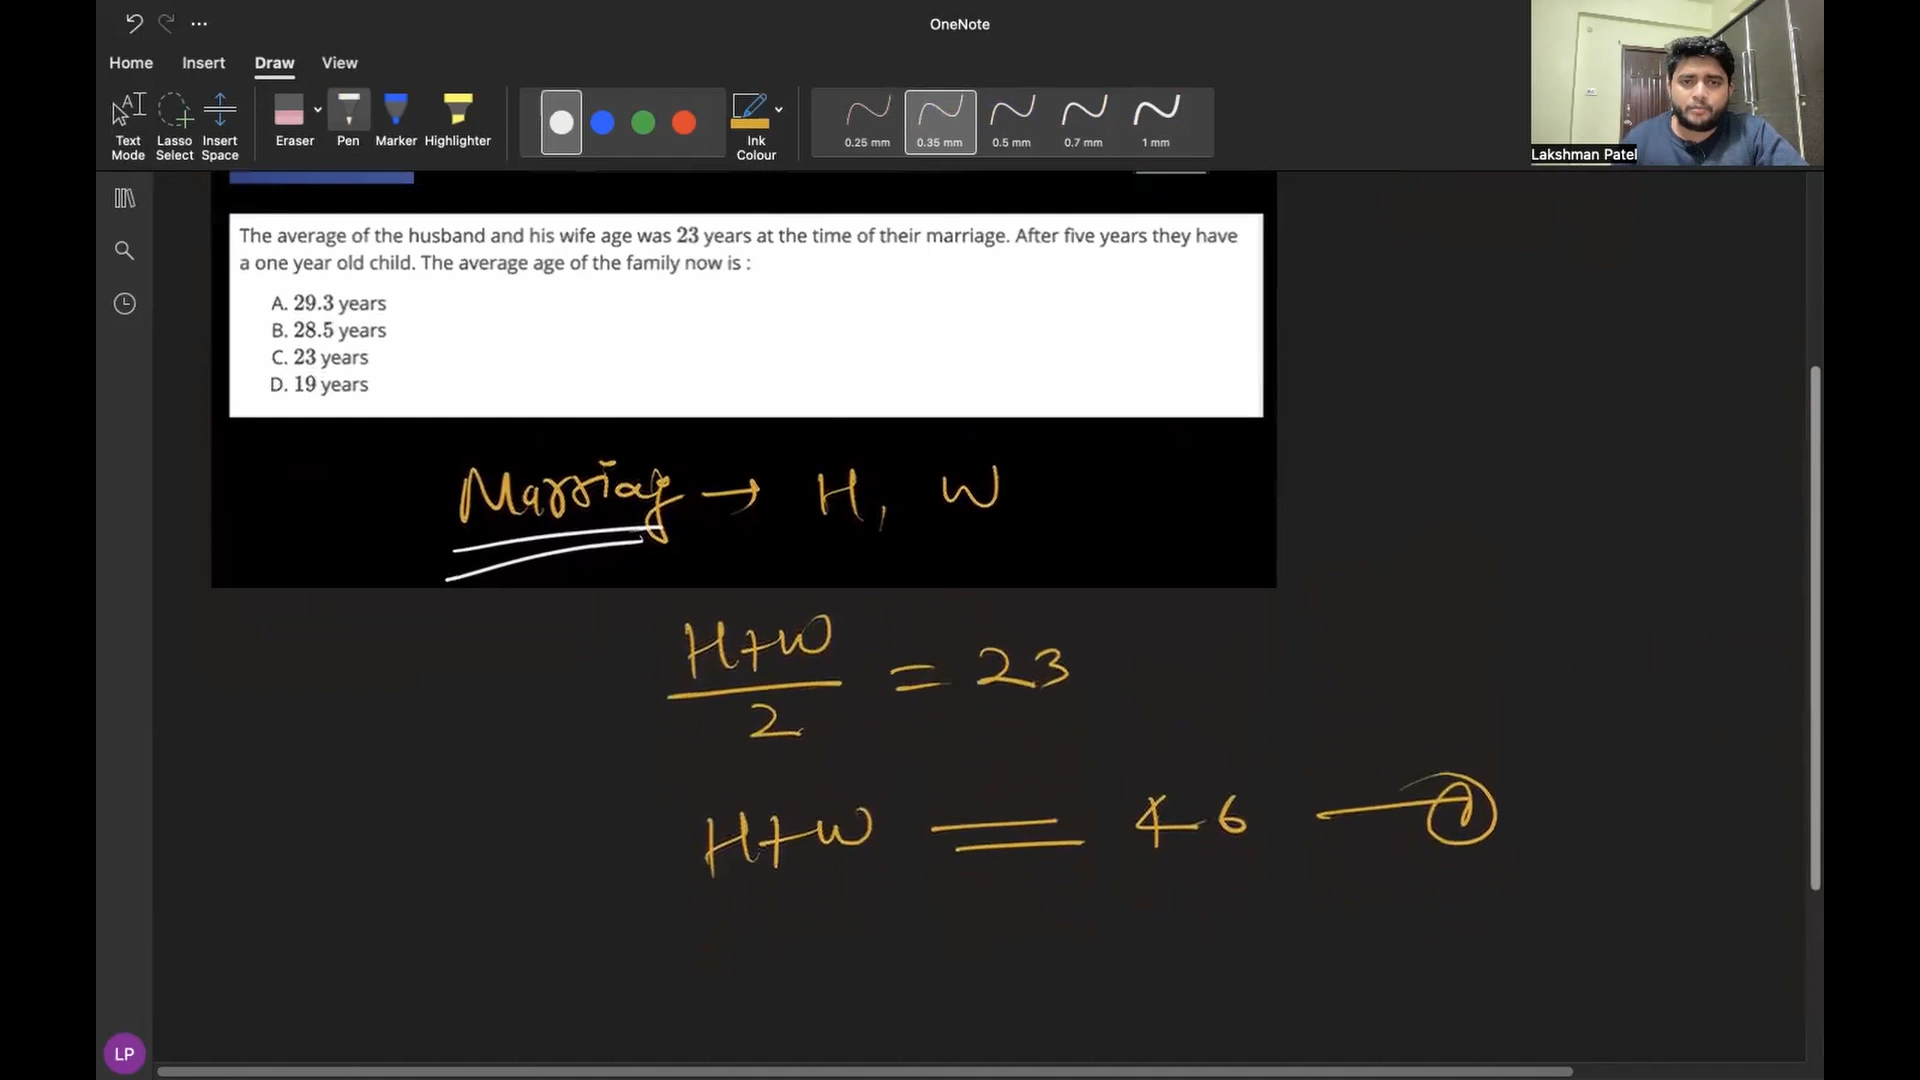 OneNote
Home Insert Draw View
Text Mode
Lasso Select
Insert Space
Eraser
Pen
Marker
Highlighter
Ink Colour
0.25 mm
0.35 mm
0.5 mm
0.7 mm
1 mm
Lakshman Patel
The average of the husband and his wife age was 23 years at the time of their marriage. After five years they have
a one year old child. The average age of the family now is :
A. 29.3 years
B. 28.5 years
C. 23 years
D. 19 years
Marriag → H, W
H+W
2
= 23
H+W = 46 — 1
LP